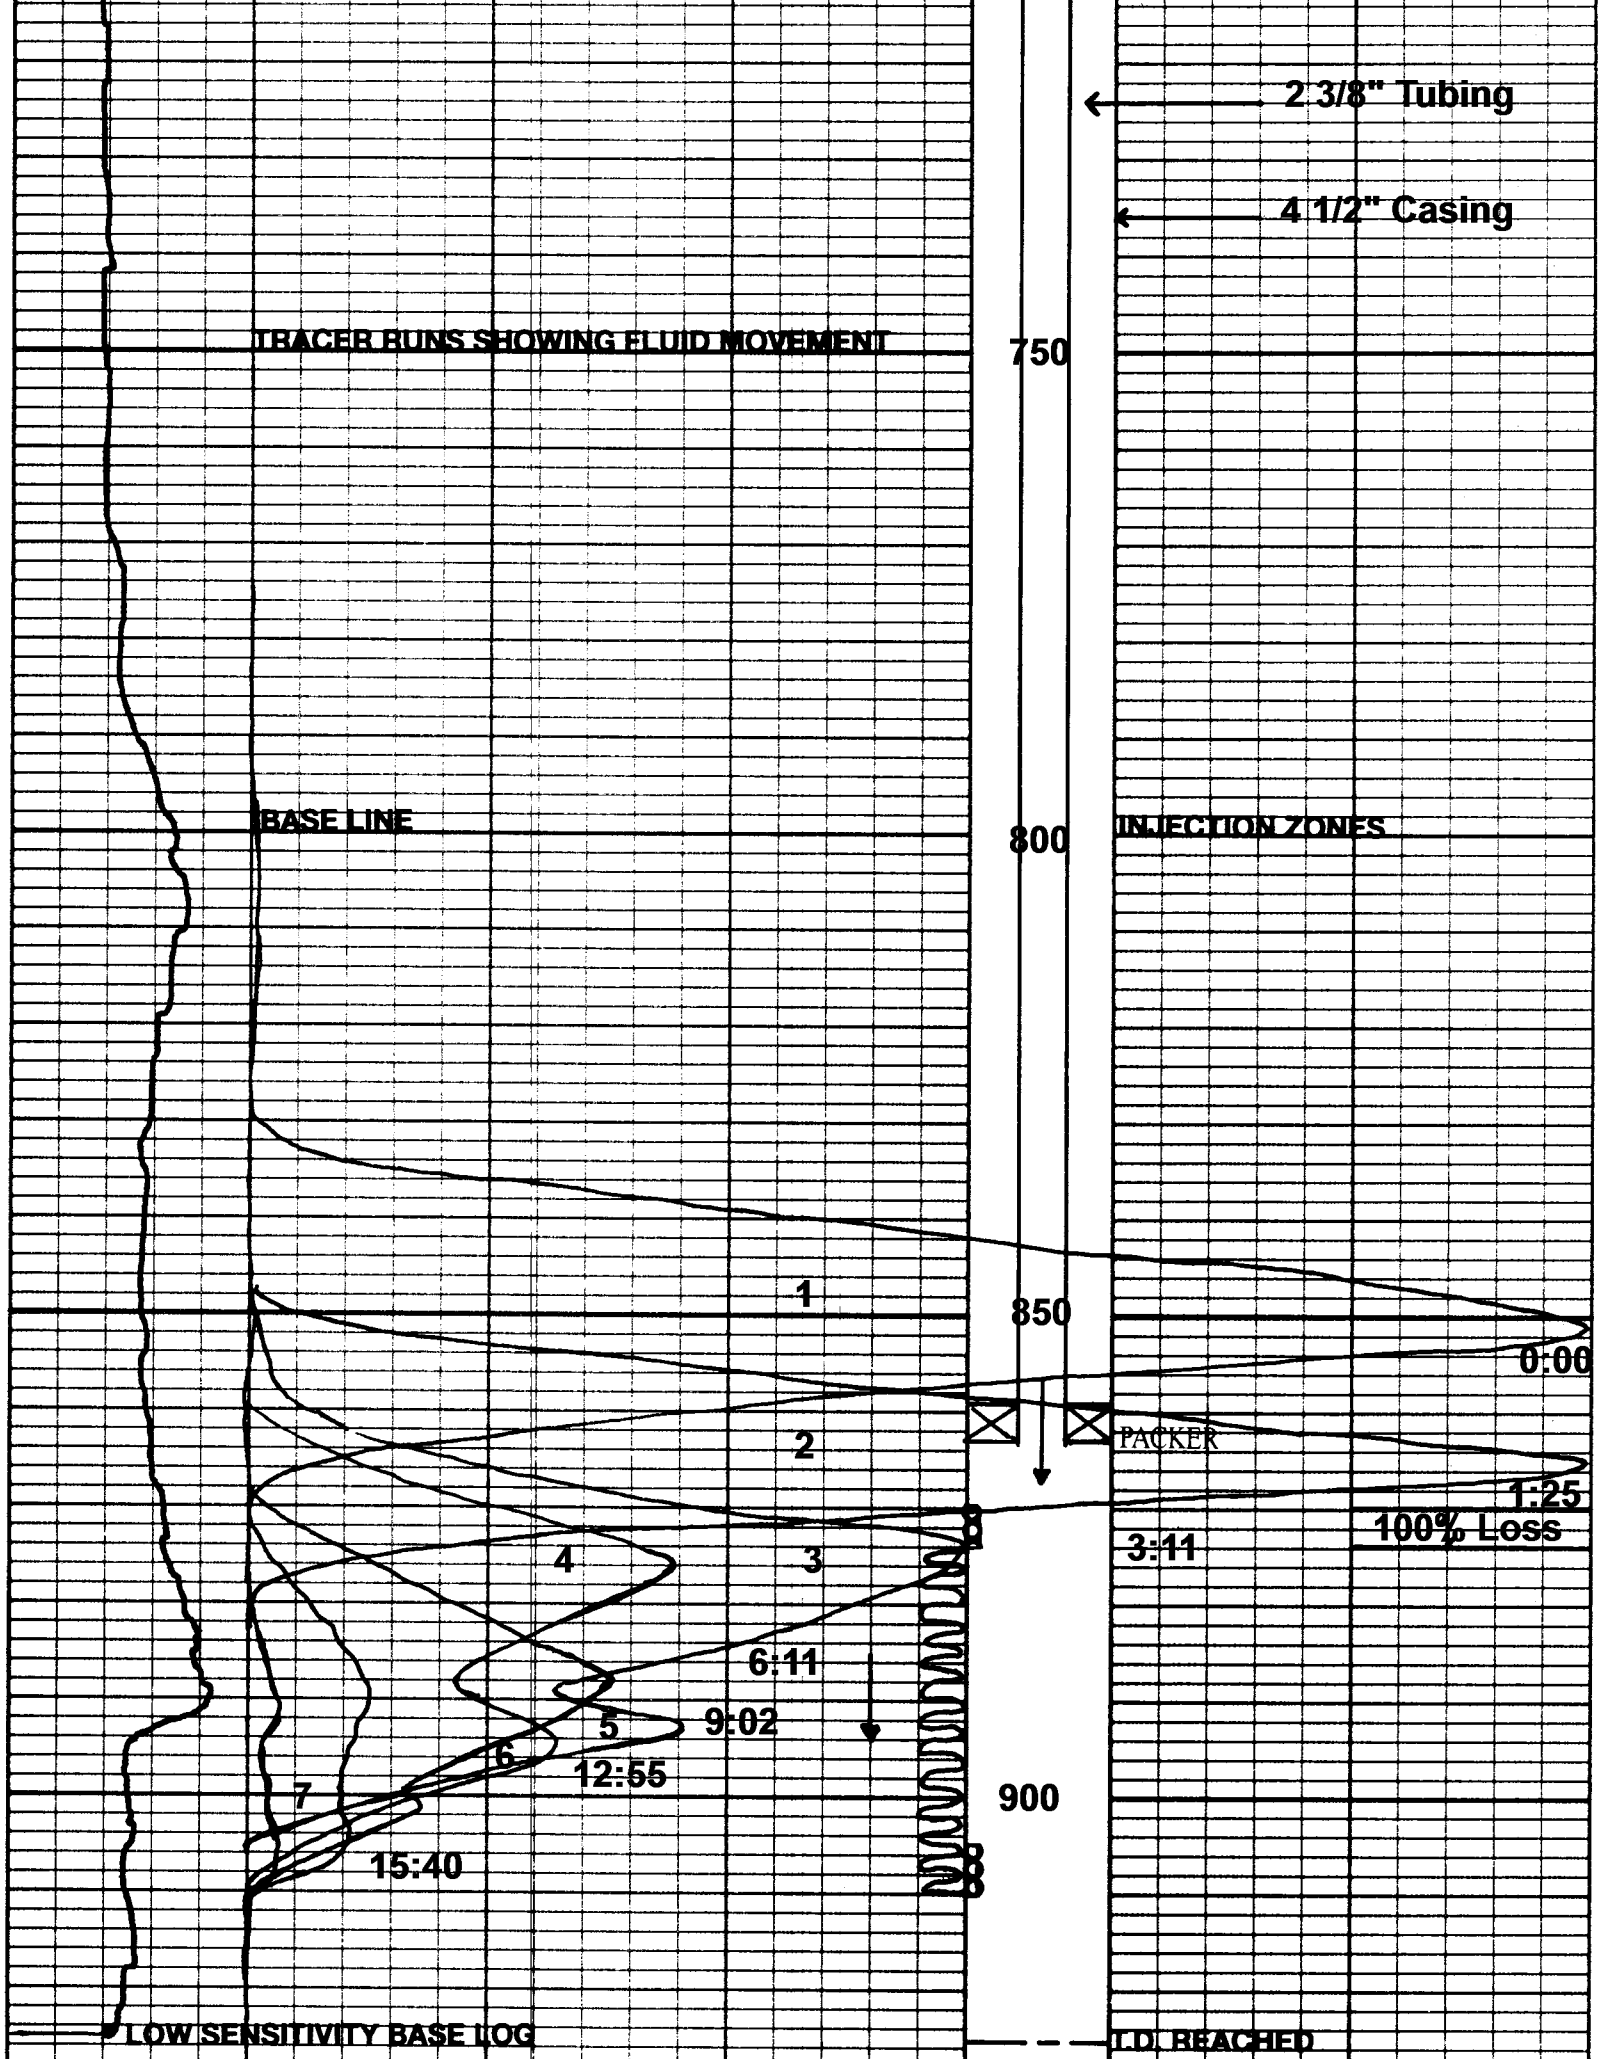 2 3/8" Tubing
4 1/2" Casing
TRACER RUNS SHOWING FLUID MOVEMENT
750
BASE LINE
800
INJECTION ZONES
1
850
0:00
2
PACKER
1:25
100% Loss
4
3
3:11
6:11
5
9:02
6
12:55
7
900
15:40
LOW SENSITIVITY BASE LOG
T.D. REACHED